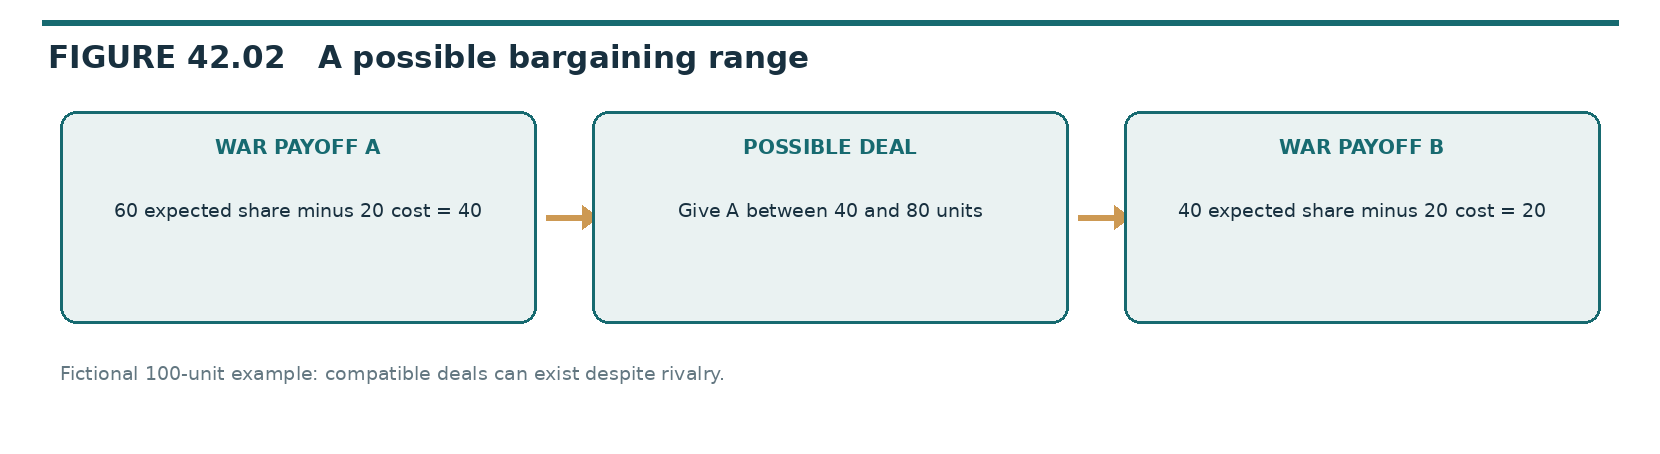 FIGURE 42.02 A possible bargaining range
WAR PAYOFF A
60 expected share minus 20 cost = 40
POSSIBLE DEAL
Give A between 40 and 80 units
WAR PAYOFF B
40 expected share minus 20 cost = 20
Fictional 100-unit example: compatible deals can exist despite rivalry.